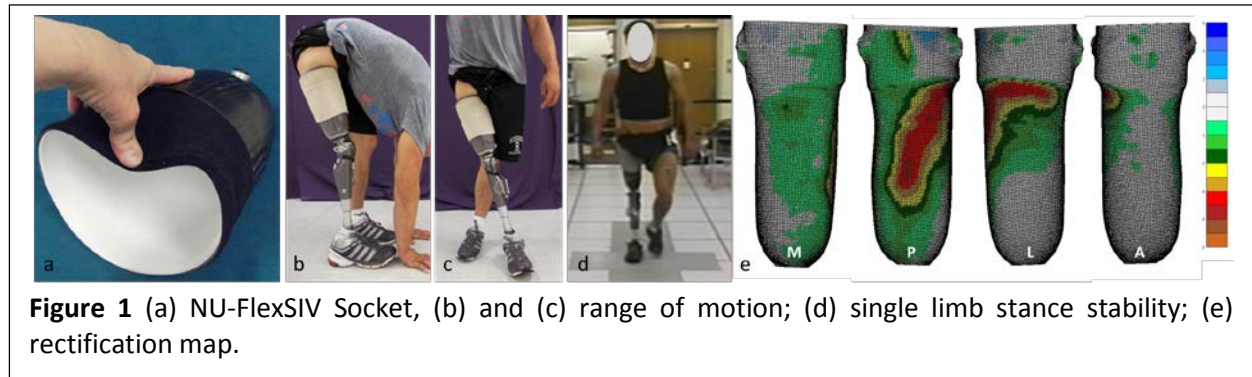 a
b
c
d
e
M
P
L
A
Figure 1 (a) NU-FlexSIV Socket, (b) and (c) range of motion; (d) single limb stance stability; (e)
rectification map.